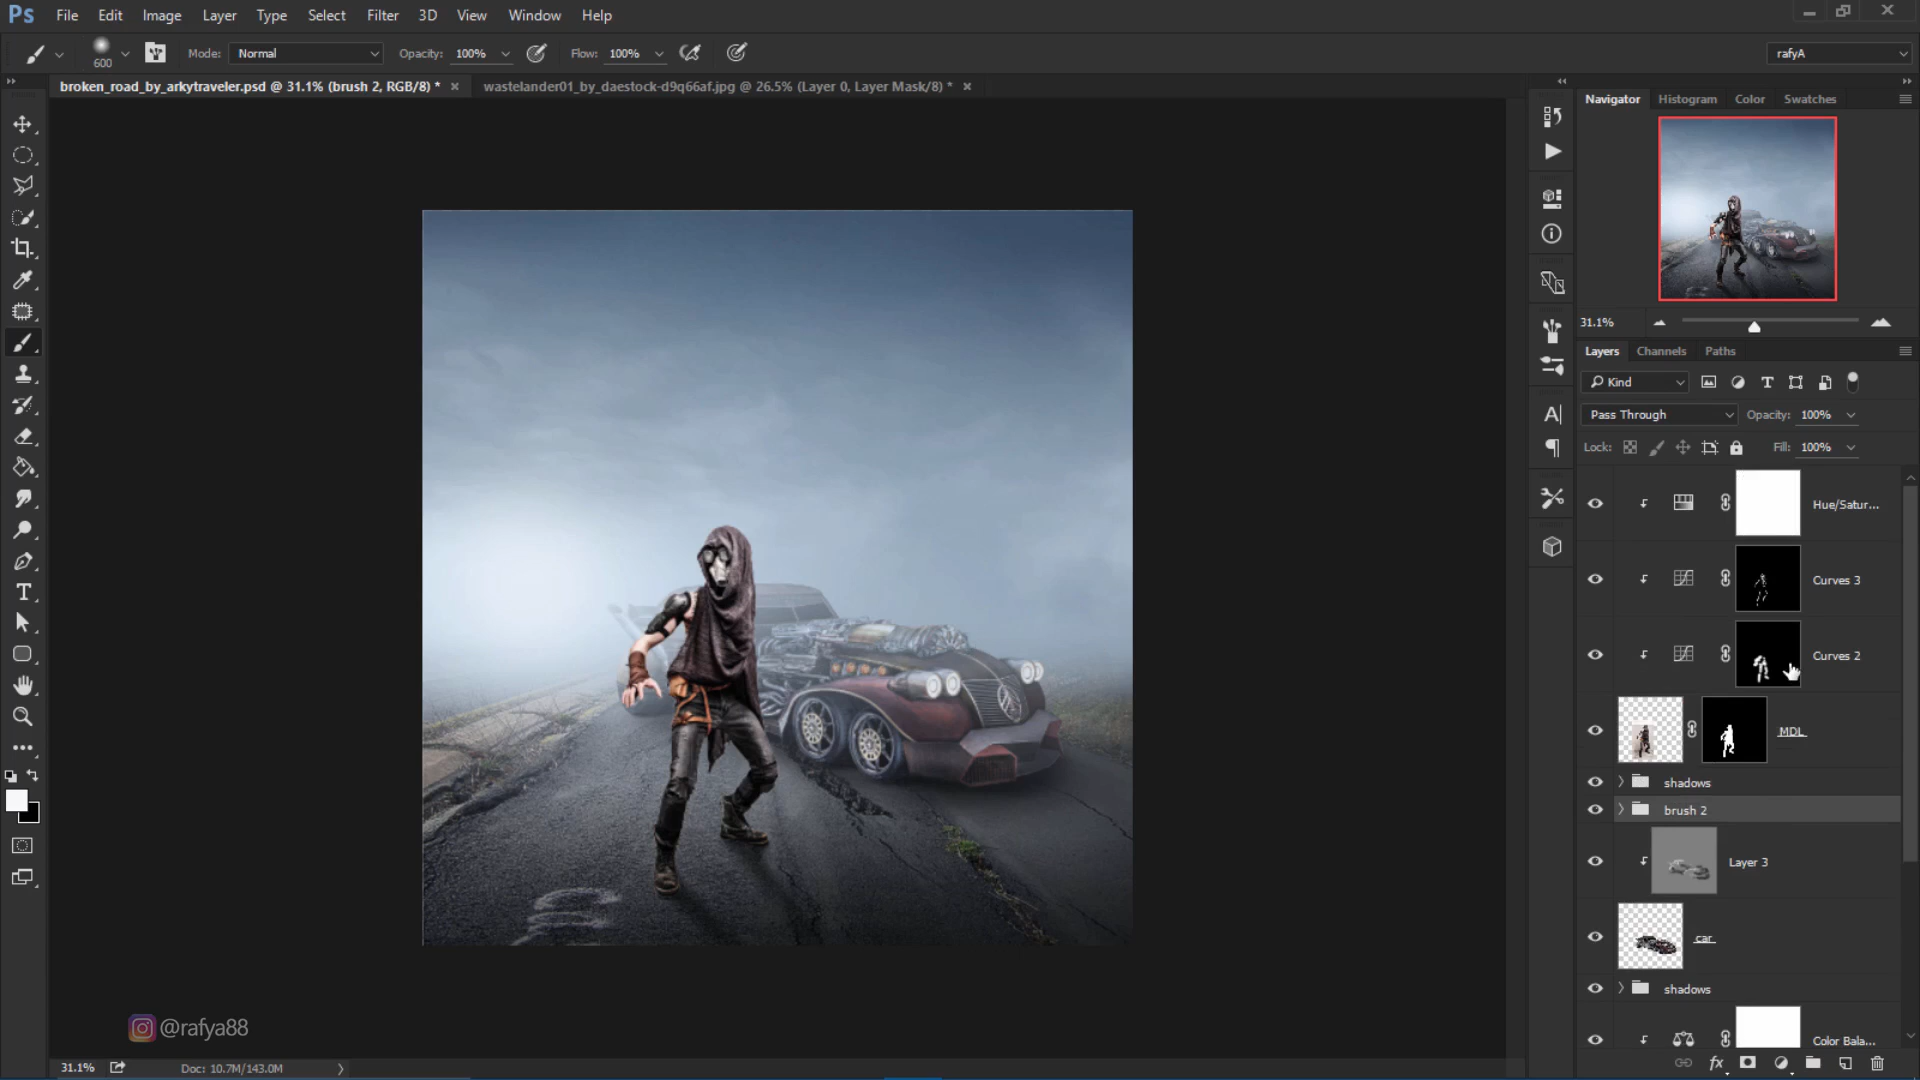 Ps File Edit Image Layer Type Select Filter 3D View Window Help
600 Mode: Normal Opacity: 100% Flow: 100% rafyA
broken_road_by_arkytraveler.psd @ 31.1% (brush 2, RGB/8) * wastelander01_by_daestock-d9q66af.jpg @ 26.5% (Layer 0, Layer Mask/8) *
Navigator Histogram Color Swatches
31.1%
Layers Channels Paths
Kind
Pass Through Opacity: 100%
Lock: Fill: 100%
Hue/Satur...
Curves 3
Curves 2
MDL
shadows
brush 2
Layer 3
car
shadows
Color Bala...
@rafya88
31.1% Doc: 10.7M/143.0M